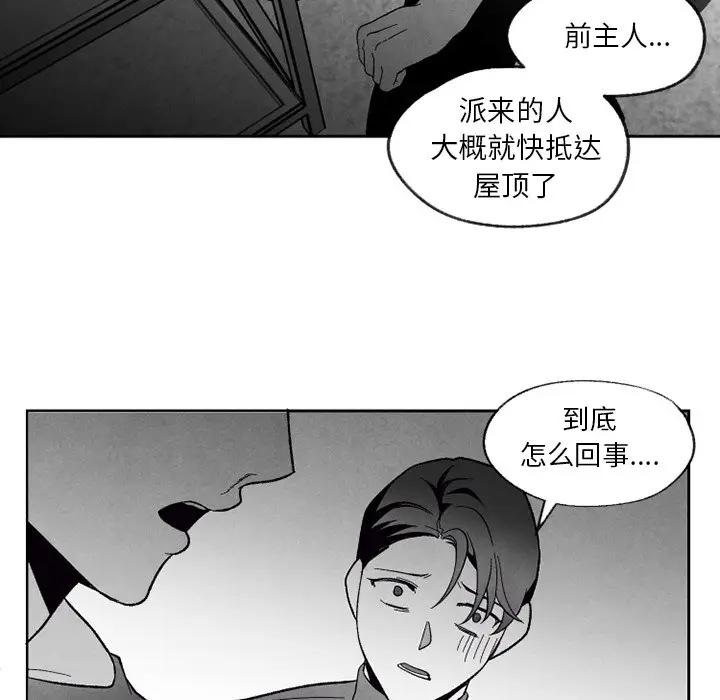 前主人...
派来的人
大概就快抵达
屋顶了
到底
怎么回事....